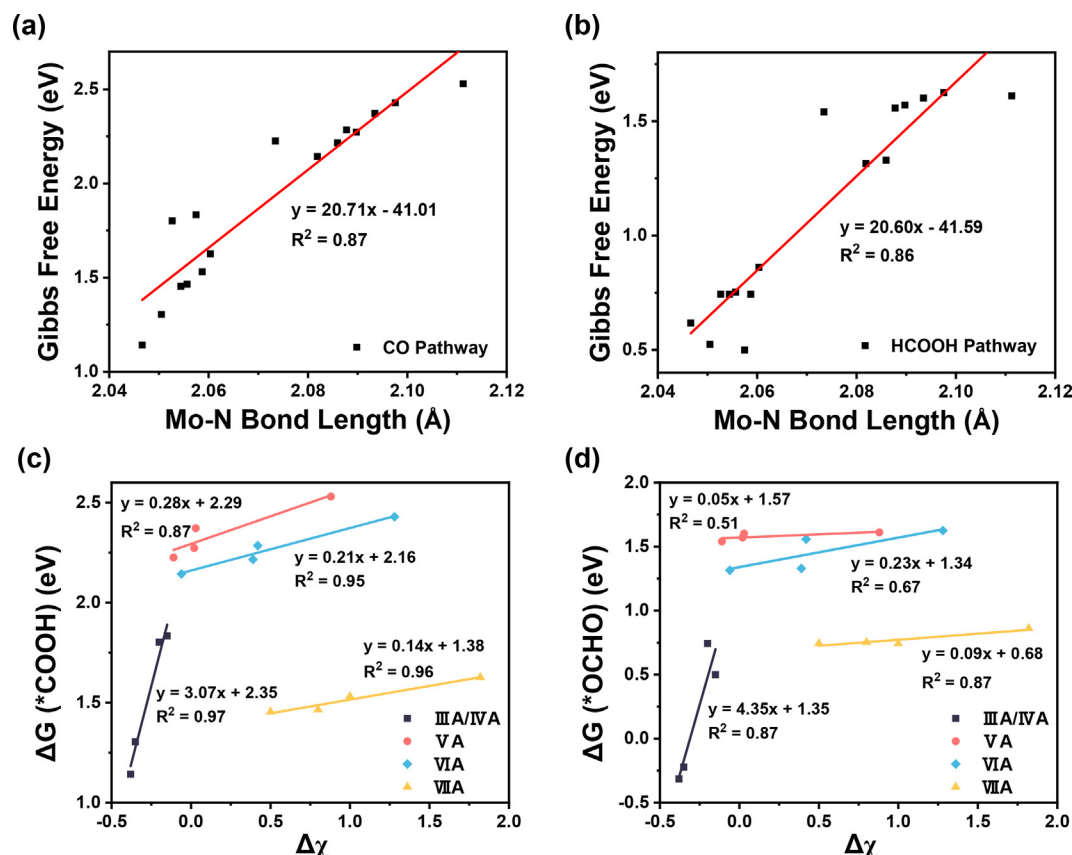 (a)
Gibbs Free Energy (eV)
2.5
2.0
1.5
1.0
y = 20.71x - 41.01
R² = 0.87
CO Pathway
2.04 2.06 2.08 2.10 2.12
Mo-N Bond Length (Å)
(b)
Gibbs Free Energy (eV)
1.5
1.0
0.5
y = 20.60x - 41.59
R² = 0.86
HCOOH Pathway
2.04 2.06 2.08 2.10 2.12
Mo-N Bond Length (Å)
(c)
ΔG (*COOH) (eV)
2.5
2.0
1.5
1.0
y = 0.28x + 2.29
R² = 0.87
y = 0.21x + 2.16
R² = 0.95
y = 0.14x + 1.38
R² = 0.96
y = 3.07x + 2.35
R² = 0.97
ⅢA/ⅣA
ⅤA
ⅥA
ⅦA
-0.5 0.0 0.5 1.0 1.5 2.0
Δχ
(d)
ΔG (*OCHO) (eV)
2.0
1.5
1.0
0.5
0.0
-0.5
y = 0.05x + 1.57
R² = 0.51
y = 0.23x + 1.34
R² = 0.67
y = 0.09x + 0.68
R² = 0.87
y = 4.35x + 1.35
R² = 0.87
ⅢA/ⅣA
ⅤA
ⅥA
ⅦA
-0.5 0.0 0.5 1.0 1.5 2.0
Δχ